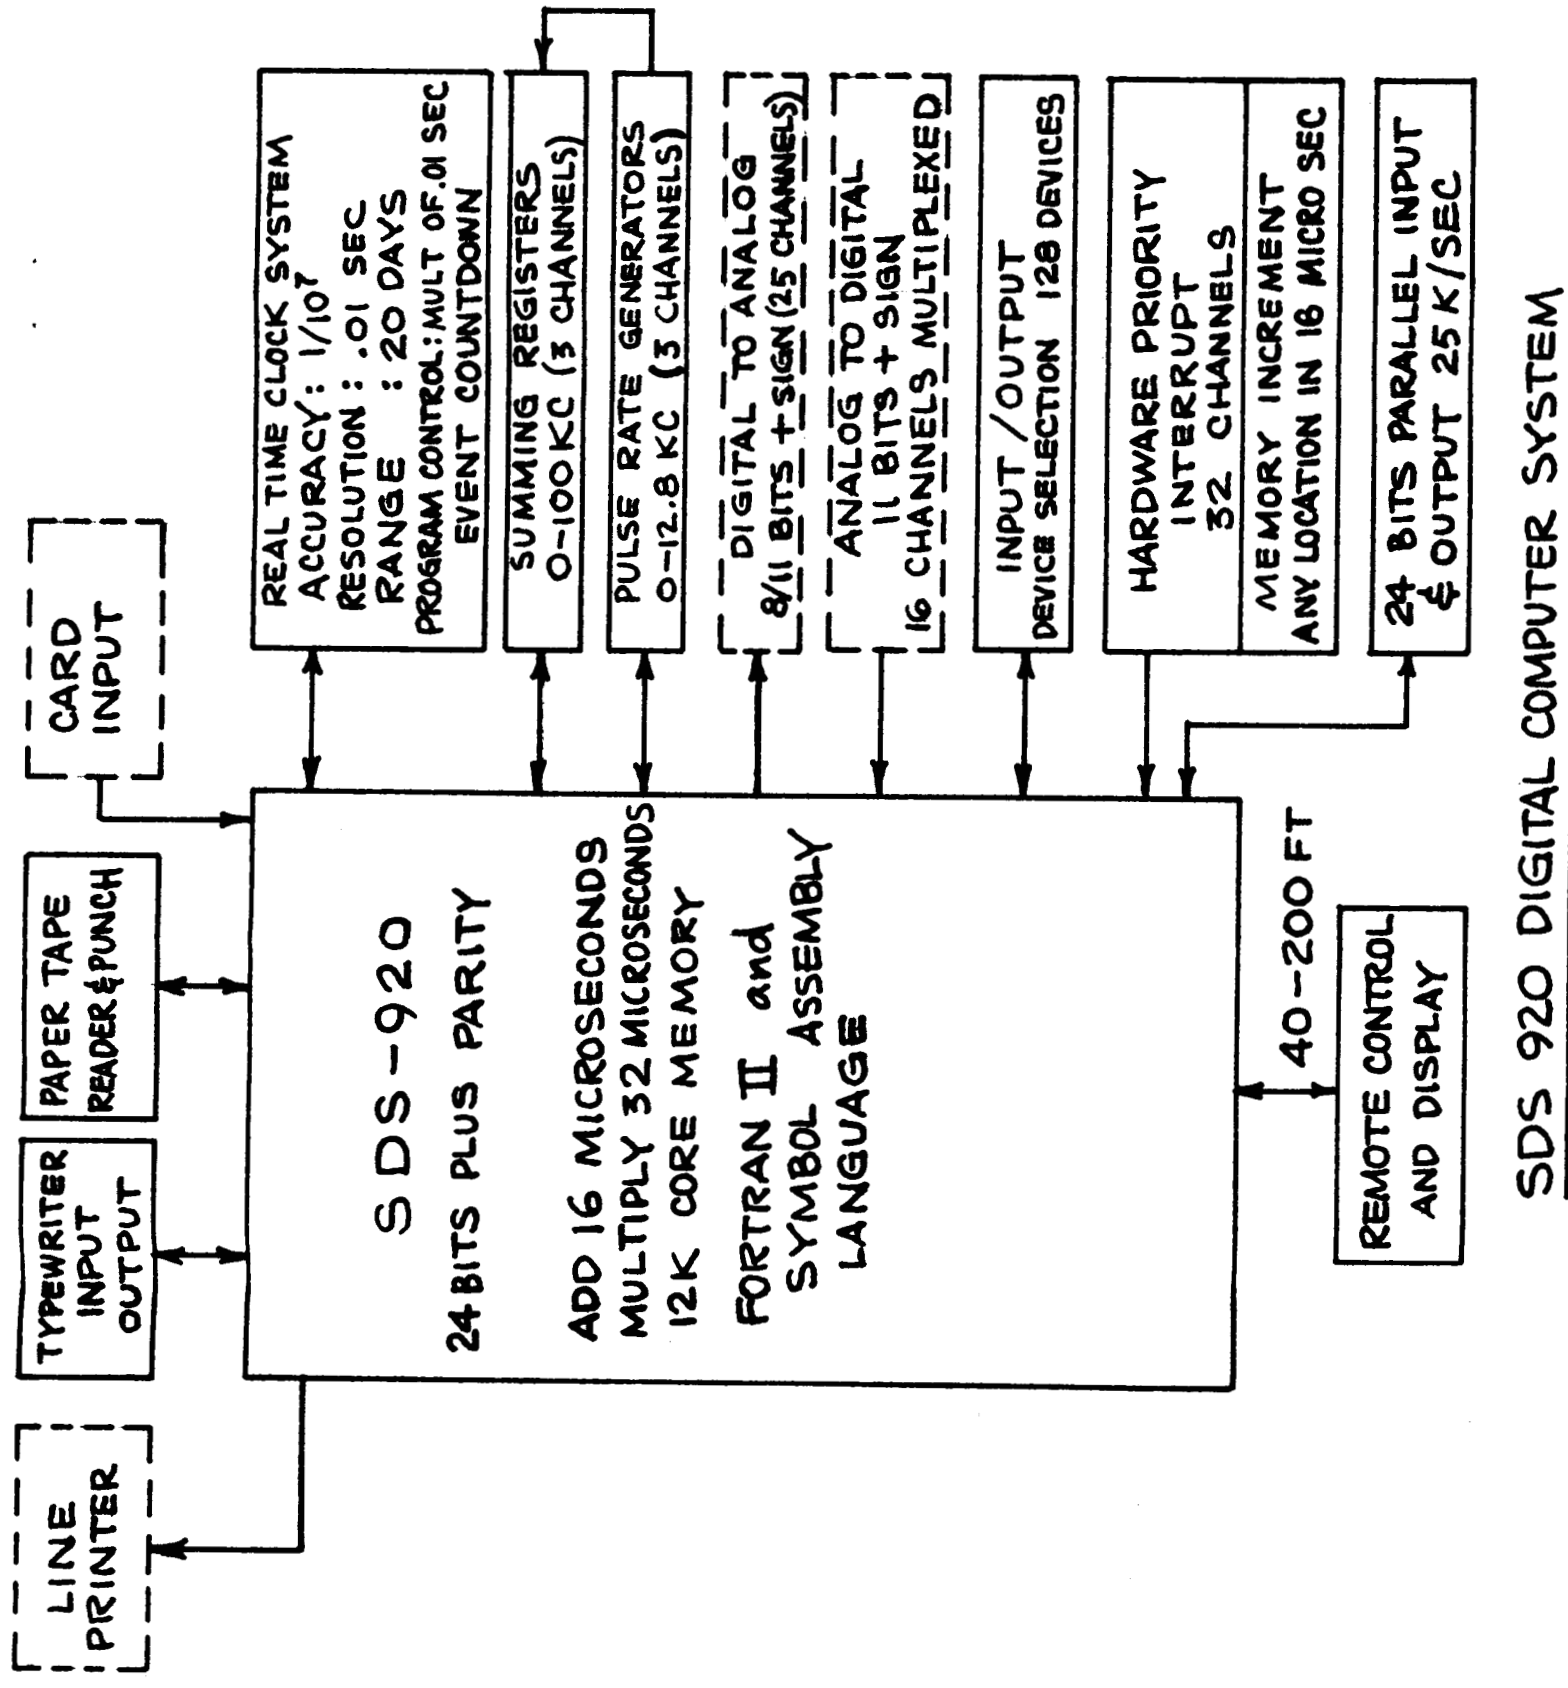 LINE
PRINTER
TYPEWRITER
INPUT
OUTPUT
PAPER TAPE
READER & PUNCH
CARD
INPUT
SDS-920
24 BITS PLUS PARITY
ADD 16 MICROSECONDS
MULTIPLY 32 MICROSECONDS
12K CORE MEMORY
FORTRAN II and
SYMBOL ASSEMBLY
LANGUAGE
REAL TIME CLOCK SYSTEM
ACCURACY: 1/10⁷
RESOLUTION: .01 SEC
RANGE : 20 DAYS
PROGRAM CONTROL: MULT OF .01 SEC
EVENT COUNTDOWN
SUMMING REGISTERS
0-100KC (3 CHANNELS)
PULSE RATE GENERATORS
0-12.8 KC (3 CHANNELS)
DIGITAL TO ANALOG
8/11 BITS + SIGN (25 CHANNELS)
ANALOG TO DIGITAL
11 BITS + SIGN
16 CHANNELS MULTIPLEXED
INPUT/OUTPUT
DEVICE SELECTION 128 DEVICES
HARDWARE PRIORITY
INTERRUPT
32 CHANNELS
MEMORY INCREMENT
ANY LOCATION IN 16 MICRO SEC
24 BITS PARALLEL INPUT
& OUTPUT 25 K/SEC
40-200 FT
REMOTE CONTROL
AND DISPLAY
SDS 920 DIGITAL COMPUTER SYSTEM